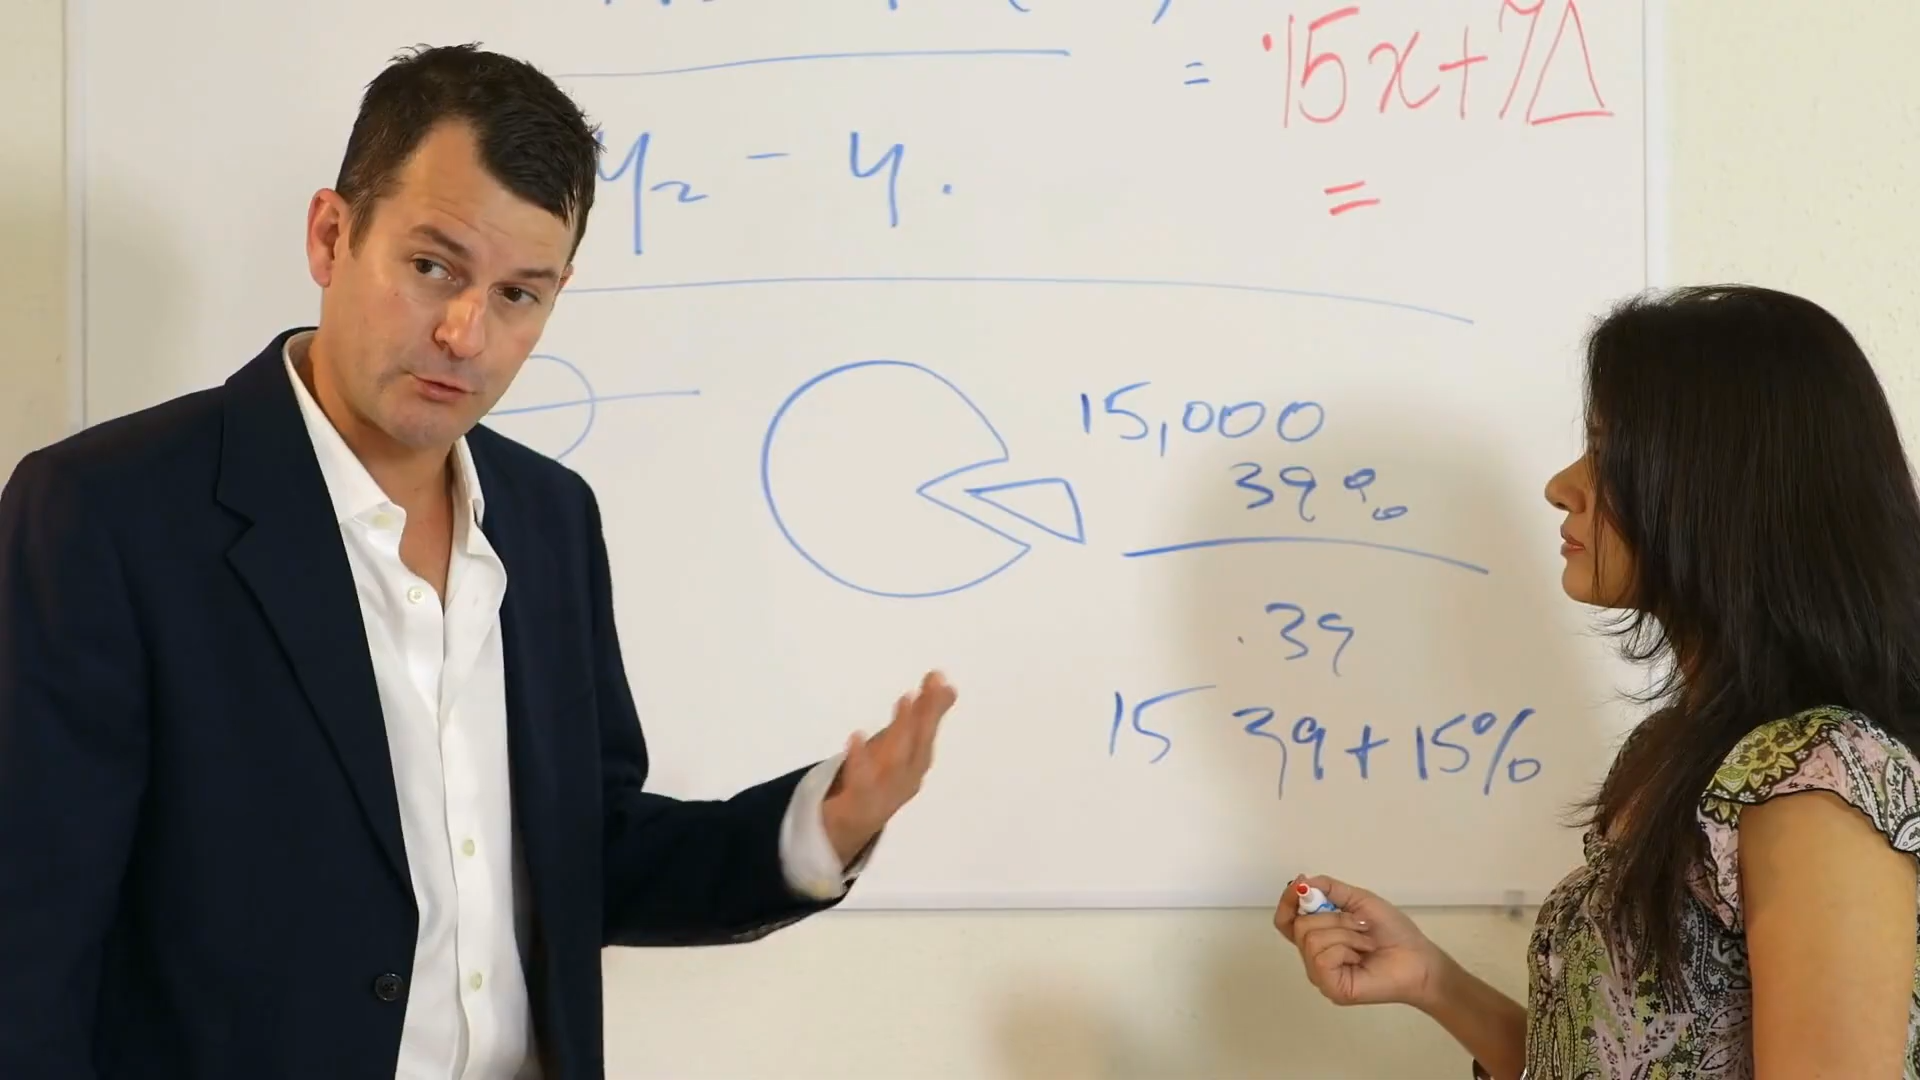 = 15x+7Δ
y₂ - y.
=
15,000
39%
.39
15 39+15%